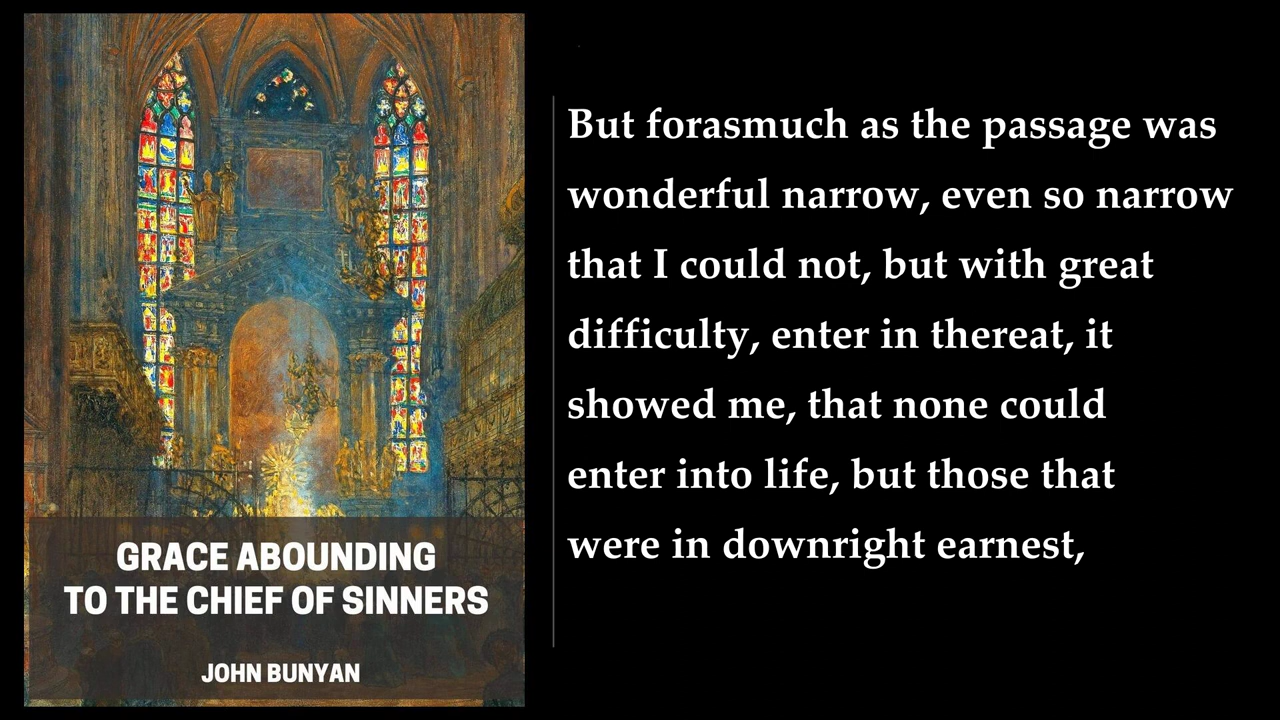 GRACE ABOUNDING
TO THE CHIEF OF SINNERS
JOHN BUNYAN
But forasmuch as the passage was
wonderful narrow, even so narrow
that I could not, but with great
difficulty, enter in thereat, it
showed me, that none could
enter into life, but those that
were in downright earnest,